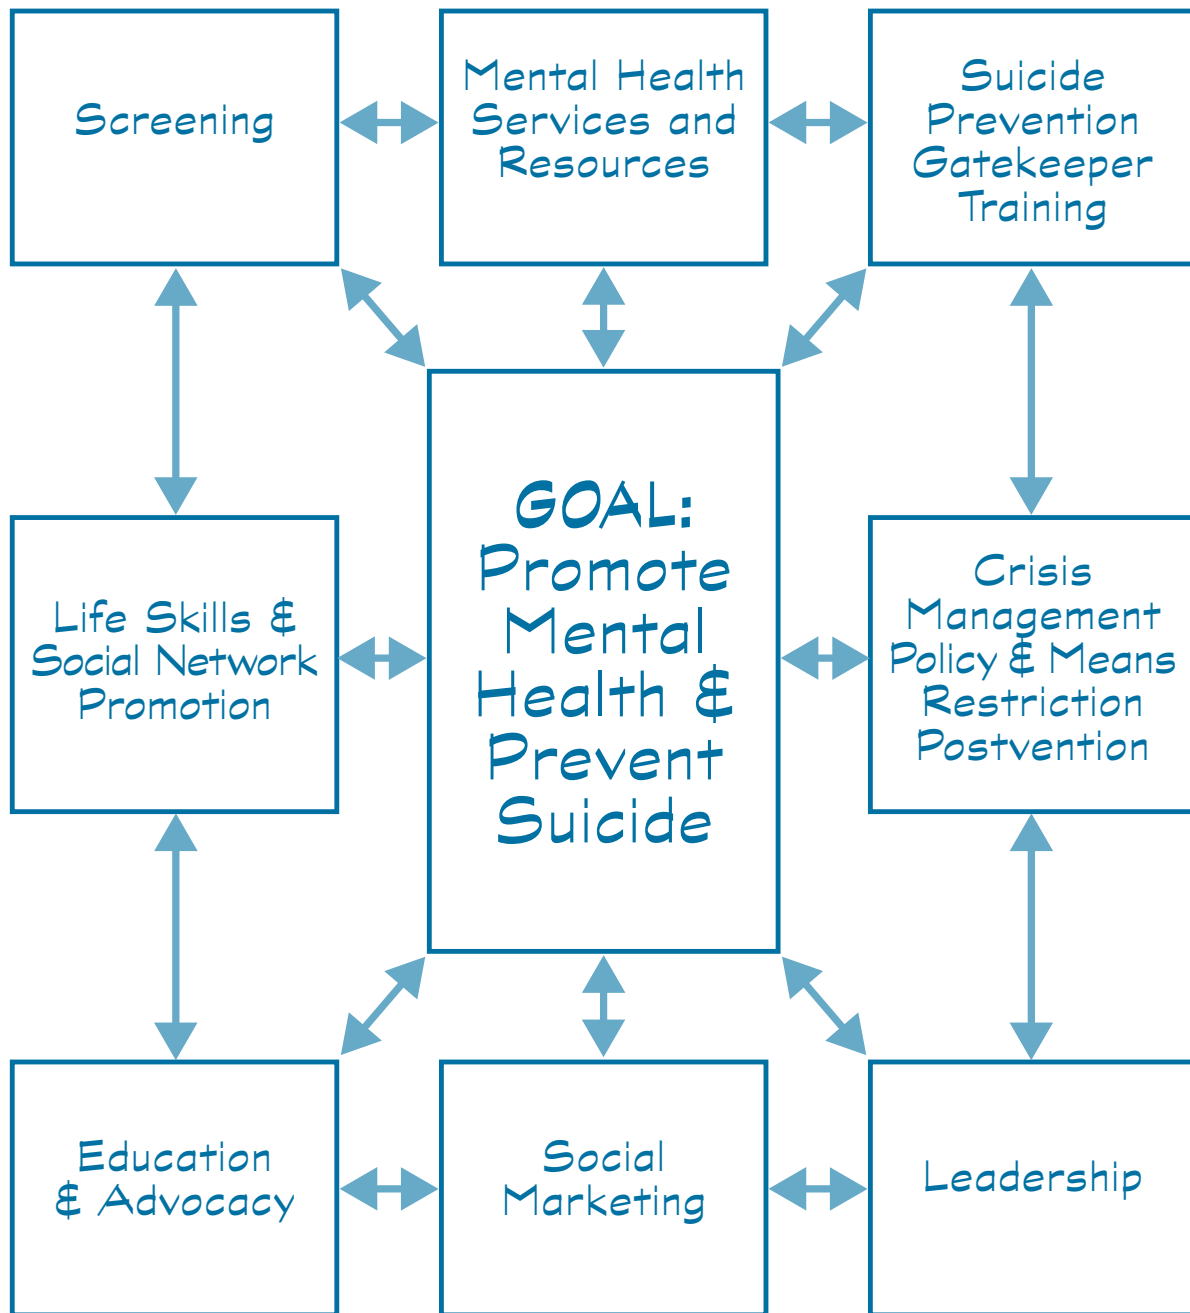 Screening
Mental Health
Services and
Resources
Suicide
Prevention
Gatekeeper
Training
GOAL:
Promote
Mental
Health &
Prevent
Suicide
Life Skills &
Social Network
Promotion
Crisis
Management
Policy & Means
Restriction
Postvention
Education
& Advocacy
Social
Marketing
Leadership